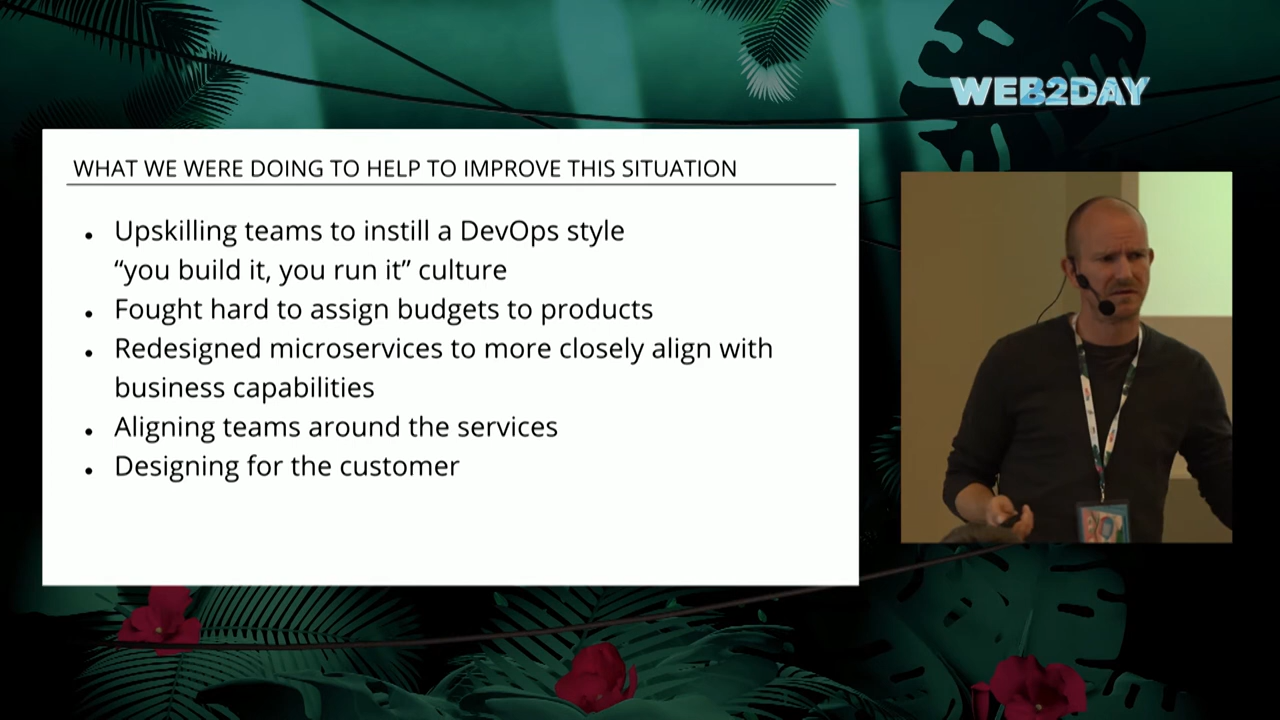 WEB2DAY
WHAT WE WERE DOING TO HELP TO IMPROVE THIS SITUATION
• Upskilling teams to instill a DevOps style
“you build it, you run it” culture
• Fought hard to assign budgets to products
• Redesigned microservices to more closely align with
business capabilities
• Aligning teams around the services
• Designing for the customer